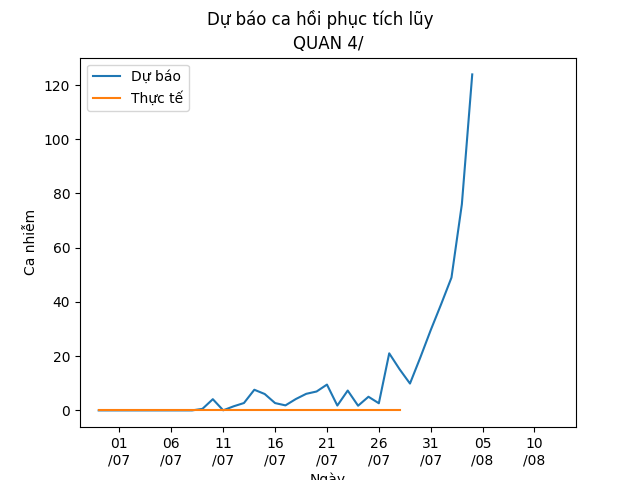 Dự báo ca hồi phục tích lũy
QUAN 4/
Dự báo
Thực tế
Ca nhiễm
120
100
80
60
40
20
0
01 06 11 16 21 26 31 05 10
/07 /07 /07 /07 /07 /07 /07 /08 /08
Ngày